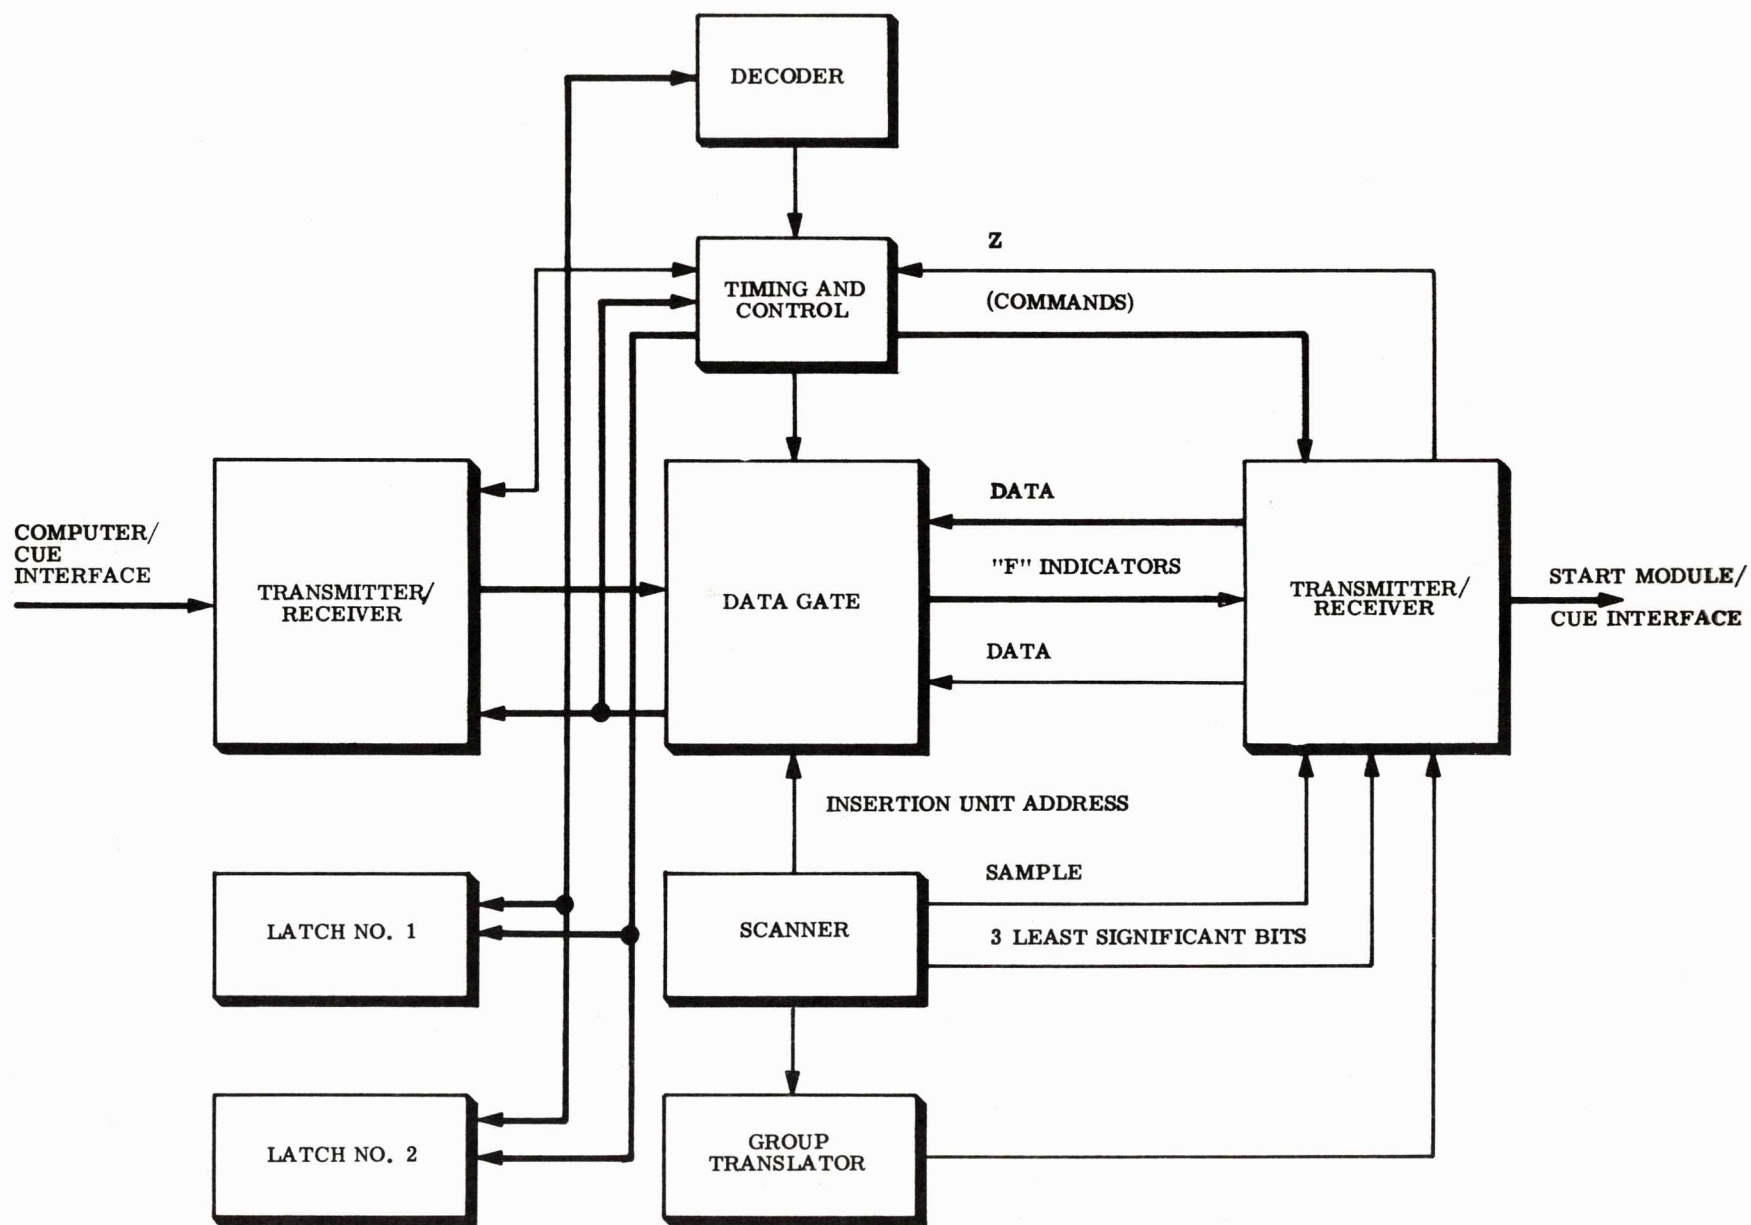 DECODER
Z
TIMING AND
CONTROL
(COMMANDS)
COMPUTER/
CUE
INTERFACE
TRANSMITTER/
RECEIVER
DATA
"F" INDICATORS
DATA GATE
DATA
TRANSMITTER/
RECEIVER
START MODULE/
CUE INTERFACE
INSERTION UNIT ADDRESS
LATCH NO. 1
SCANNER
SAMPLE
3 LEAST SIGNIFICANT BITS
LATCH NO. 2
GROUP
TRANSLATOR